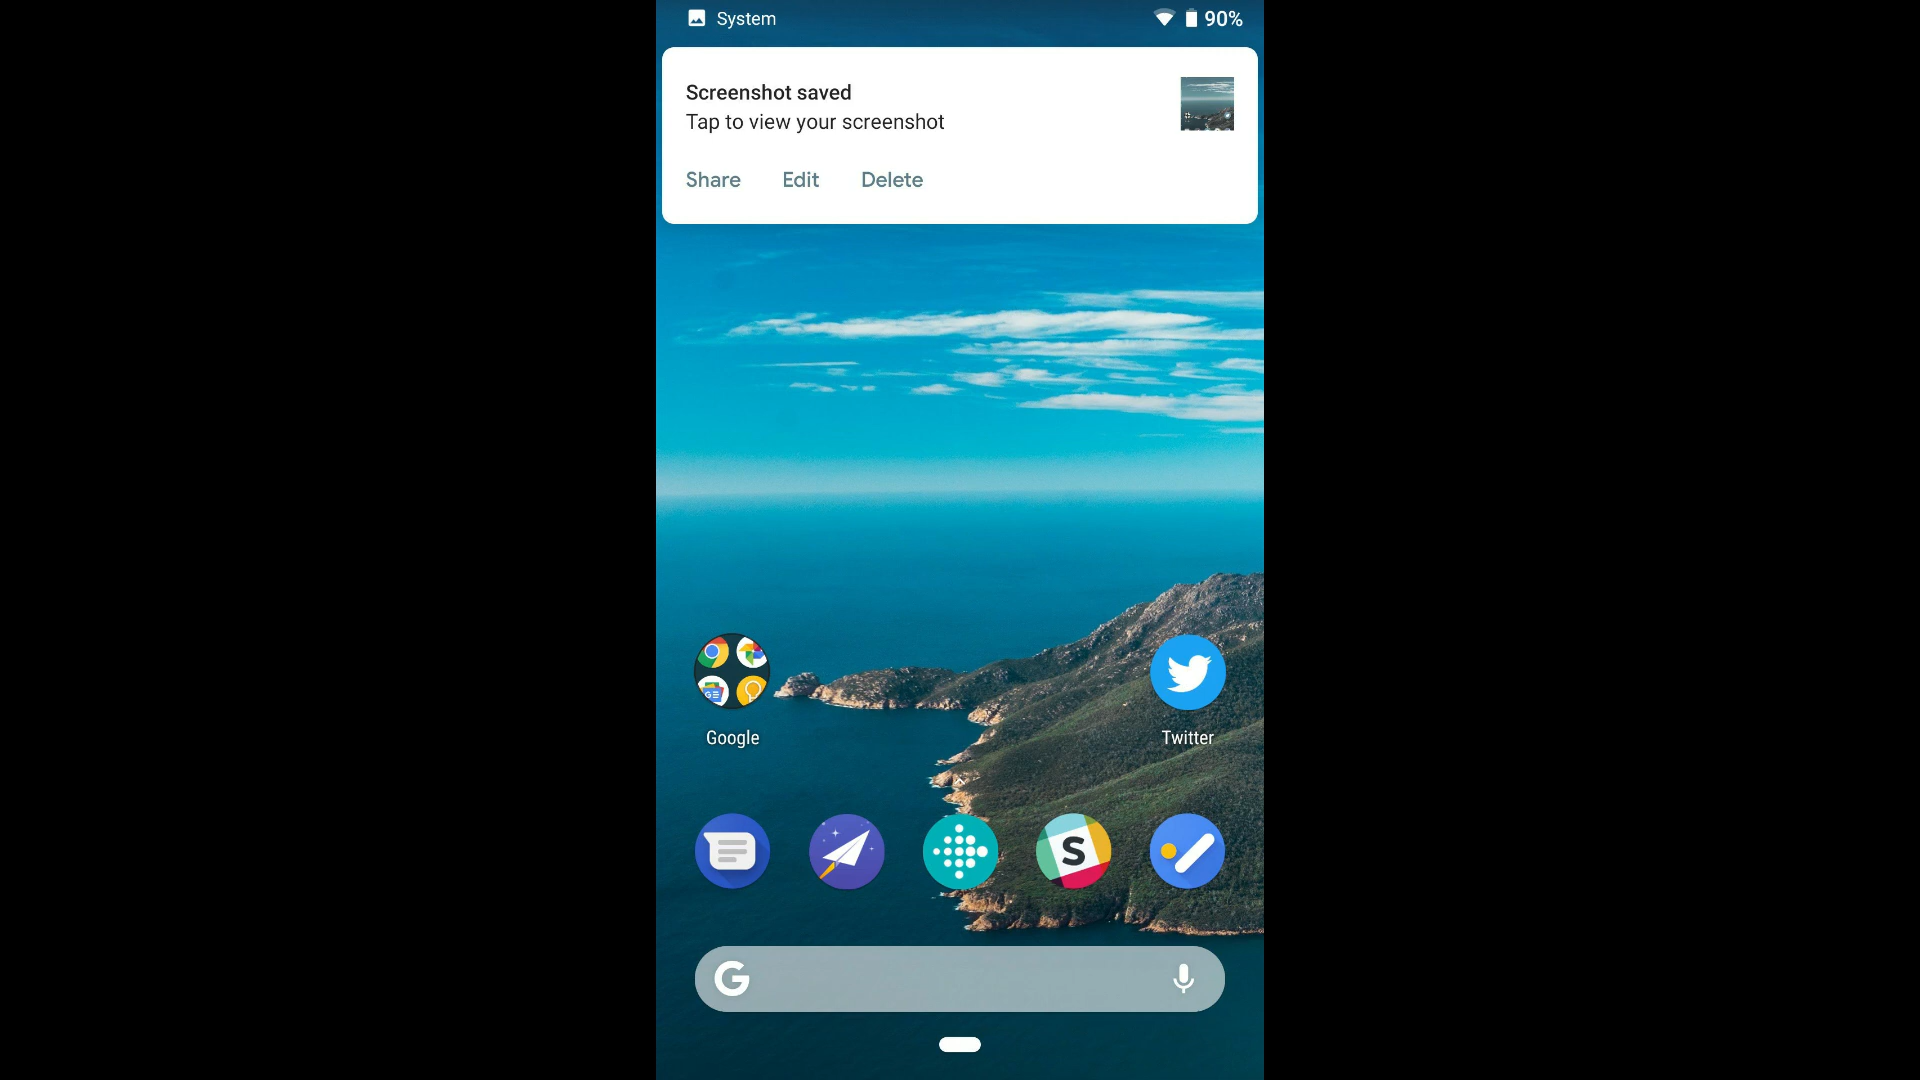 System 90%
Screenshot saved
Tap to view your screenshot
Share Edit Delete
Google Twitter
S
G